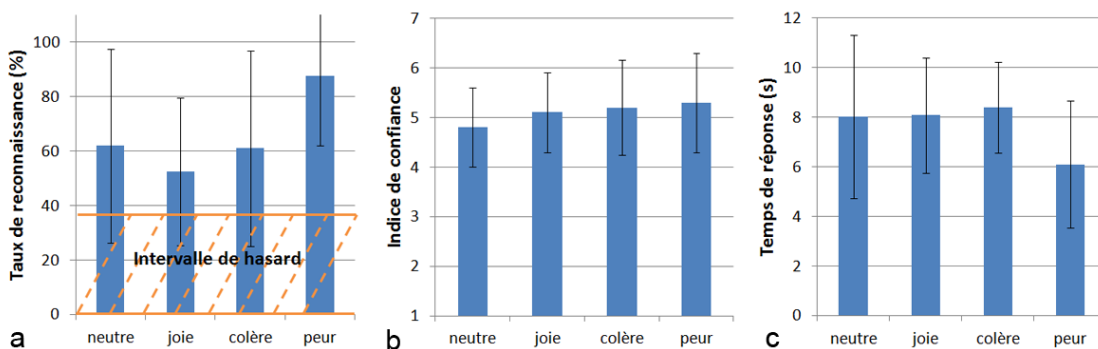 Taux de reconnaissance (%)
100
80
60
40
20
0
Intervalle de hasard
neutre joie colère peur
a
Indice de confiance
7
6
5
4
3
2
1
neutre joie colère peur
b
Temps de réponse (s)
12
10
8
6
4
2
0
neutre joie colère peur
c